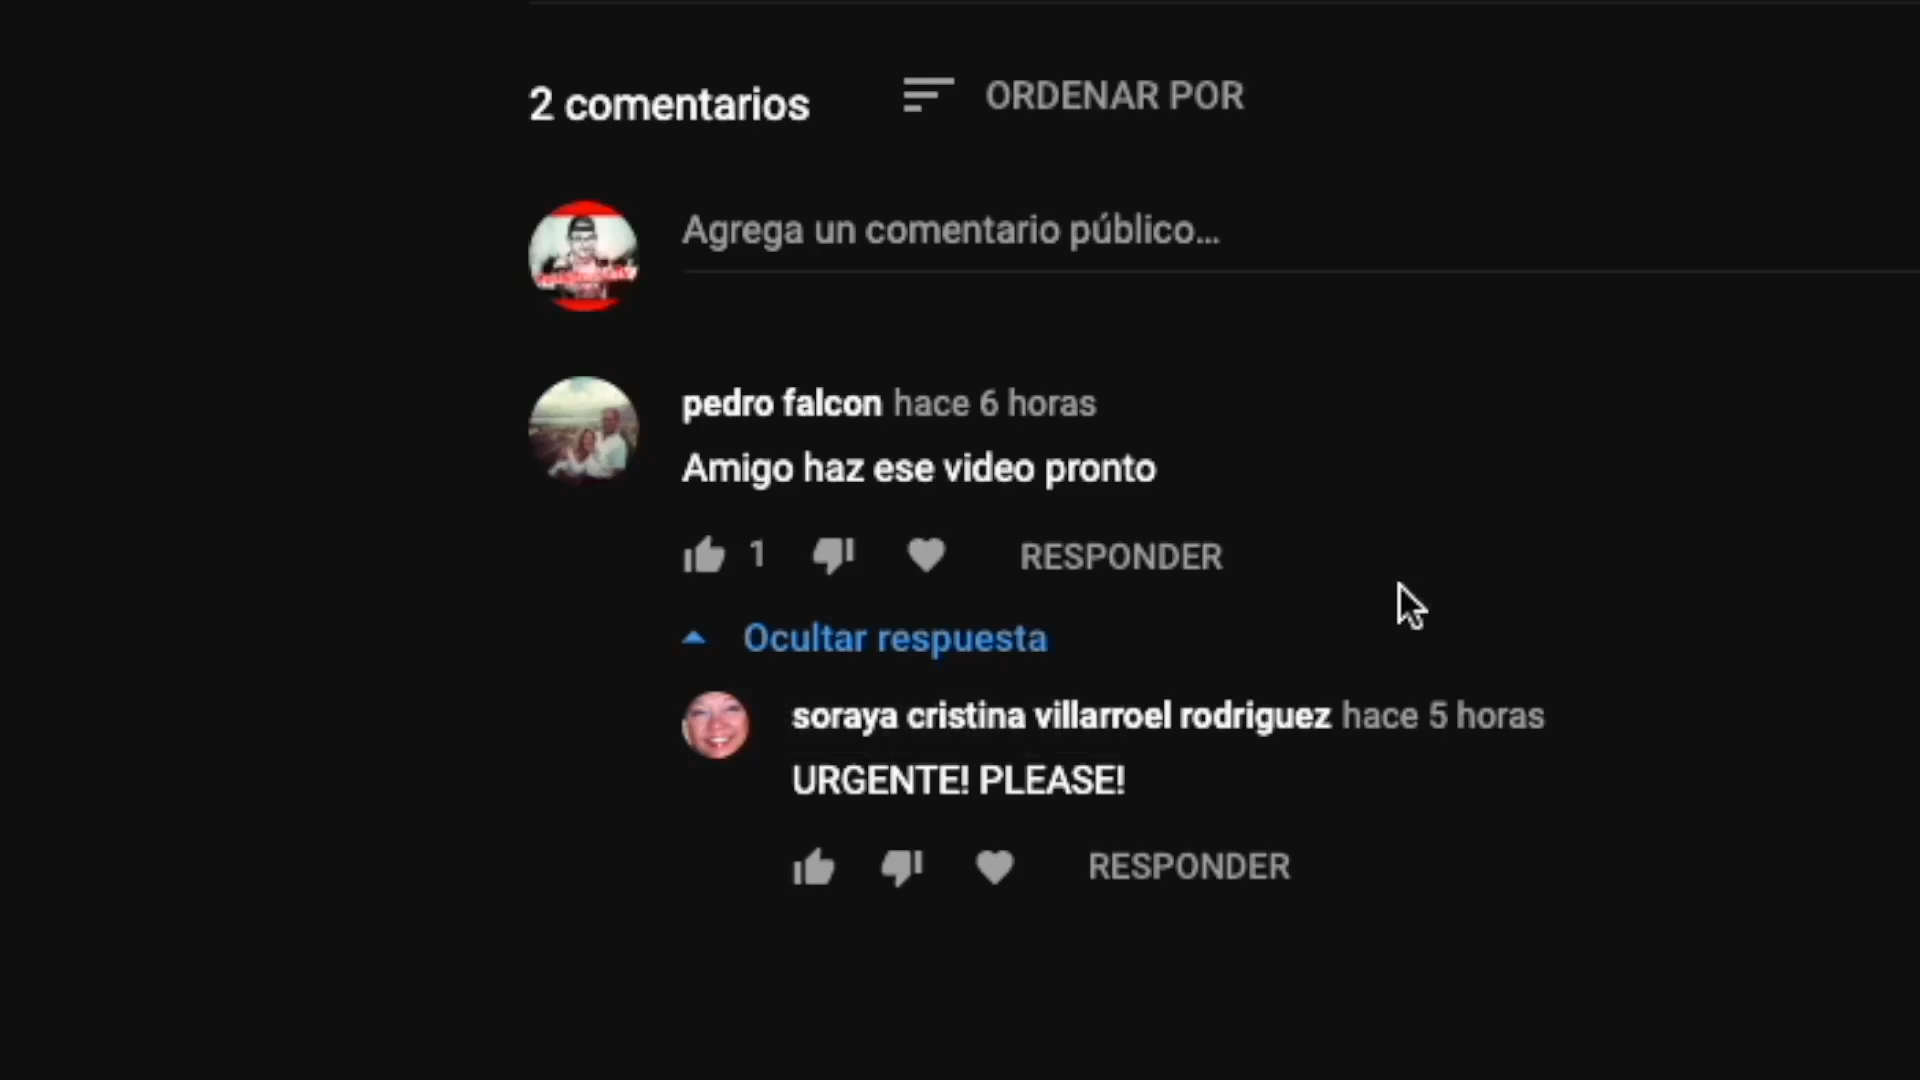 2 comentarios
ORDENAR POR
Agrega un comentario público...
pedro falcon hace 6 horas
Amigo haz ese video pronto
1
RESPONDER
Ocultar respuesta
soraya cristina villarroel rodriguez hace 5 horas
URGENTE! PLEASE!
RESPONDER